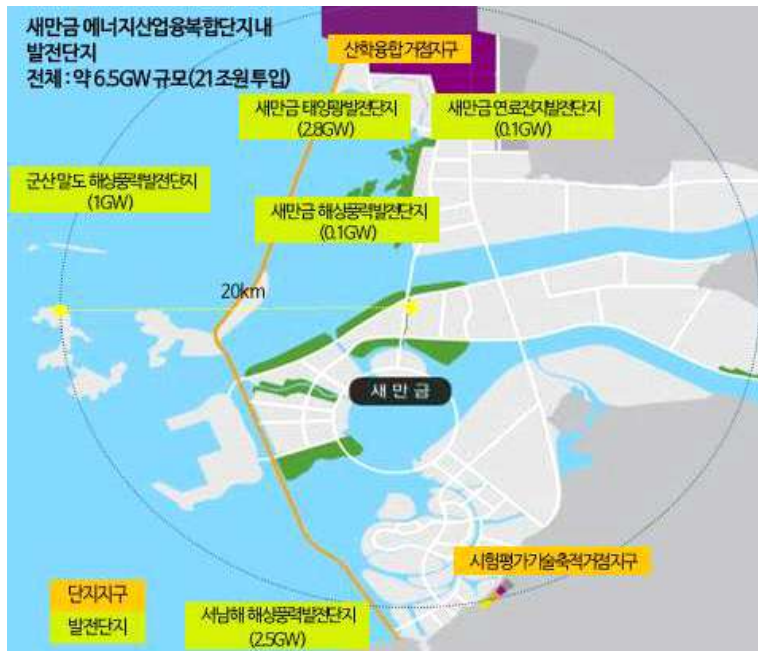 새만금 에너지산업융복합단지 내
발전단지
전체 : 약 6.5GW 규모(21조원 투입)
산학융합 거점지구
새만금 태양광발전단지
(2.8GW)
새만금 연료전지발전단지
(0.1GW)
군산 말도 해상풍력발전단지
(1GW)
새만금 해상풍력발전단지
(0.1GW)
20km
새만금
시험평가기술축적거점지구
단지지구
발전단지
서남해 해상풍력발전단지
(2.5GW)